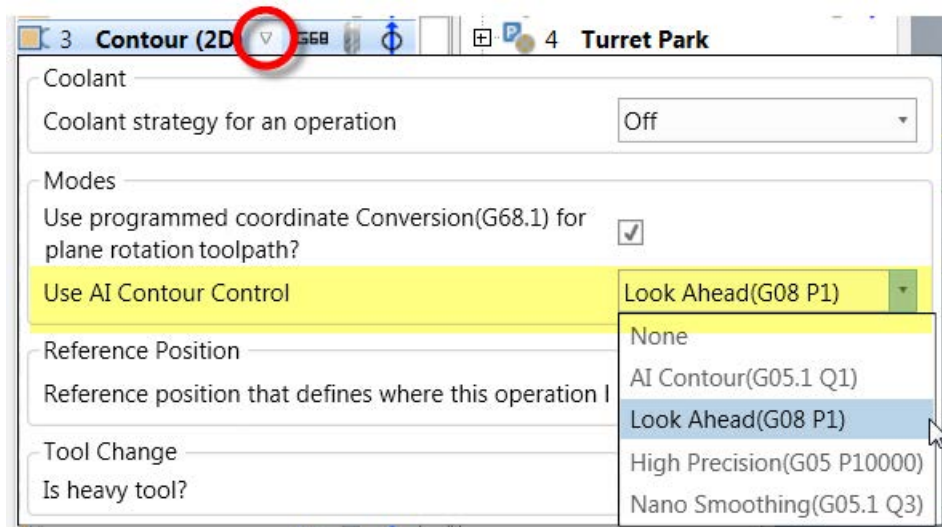 3 Contour (2D) G68 4 Turret Park
Coolant
Coolant strategy for an operation Off
Modes
Use programmed coordinate Conversion(G68.1) for
plane rotation toolpath?
Use AI Contour Control Look Ahead(G08 P1)
None
Reference Position
AI Contour(G05.1 Q1)
Reference position that defines where this operation
Look Ahead(G08 P1)
Tool Change
High Precision(G05 P10000)
Is heavy tool?
Nano Smoothing(G05.1 Q3)